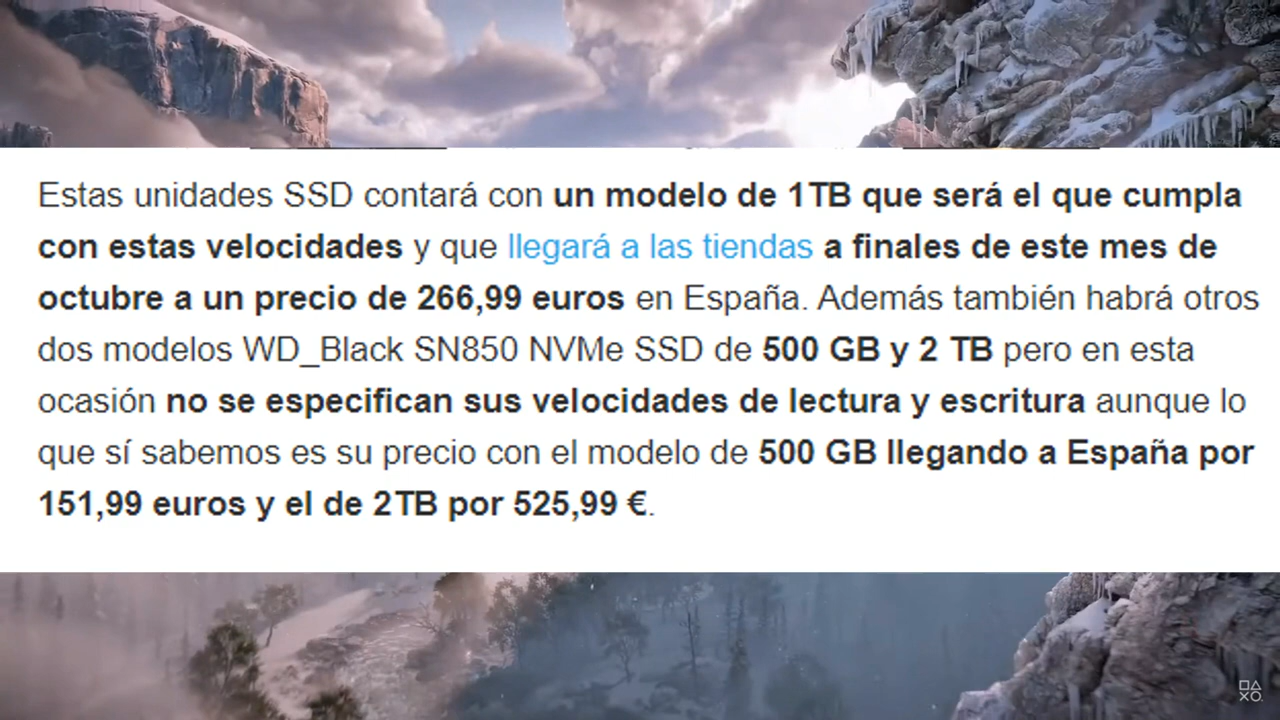 Estas unidades SSD contará con un modelo de 1TB que será el que cumpla
con estas velocidades y que llegará a las tiendas a finales de este mes de
octubre a un precio de 266,99 euros en España. Además también habrá otros
dos modelos WD_Black SN850 NVMe SSD de 500 GB y 2 TB pero en esta
ocasión no se especifican sus velocidades de lectura y escritura aunque lo
que sí sabemos es su precio con el modelo de 500 GB llegando a España por
151,99 euros y el de 2TB por 525,99 €.